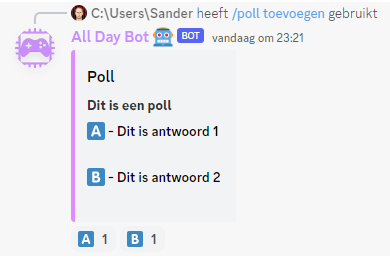 C:\Users\Sander heeft /poll toevoegen gebruikt
All Day Bot 🤖 BOT vandaag om 23:21
Poll
Dit is een poll
🅰 - Dit is antwoord 1
🅱 - Dit is antwoord 2
🅰 1 🅱 1